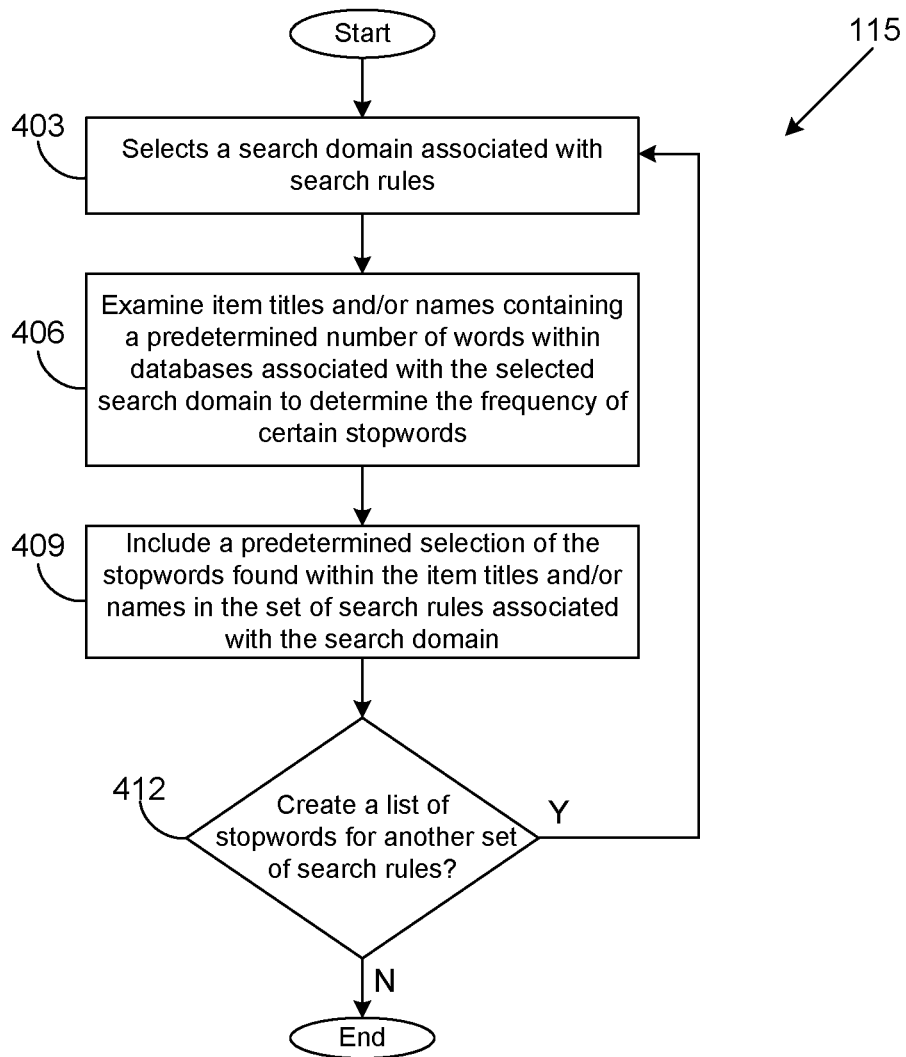 Start
115
403
Selects a search domain associated with
search rules
406
Examine item titles and/or names containing
a predetermined number of words within
databases associated with the selected
search domain to determine the frequency of
certain stopwords
409
Include a predetermined selection of the
stopwords found within the item titles and/or
names in the set of search rules associated
with the search domain
412
Create a list of
stopwords for another set
of search rules?
Y
N
End